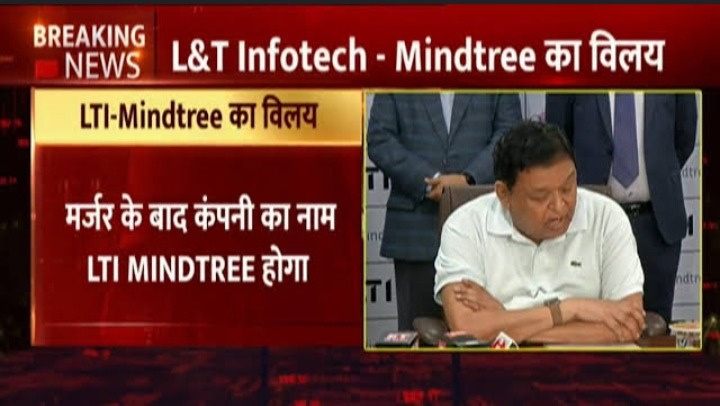 BREAKING
NEWS
L&T Infotech - Mindtree का विलय
LTI-Mindtree का विलय
मर्जर के बाद कंपनी का नाम
LTI MINDTREE होगा